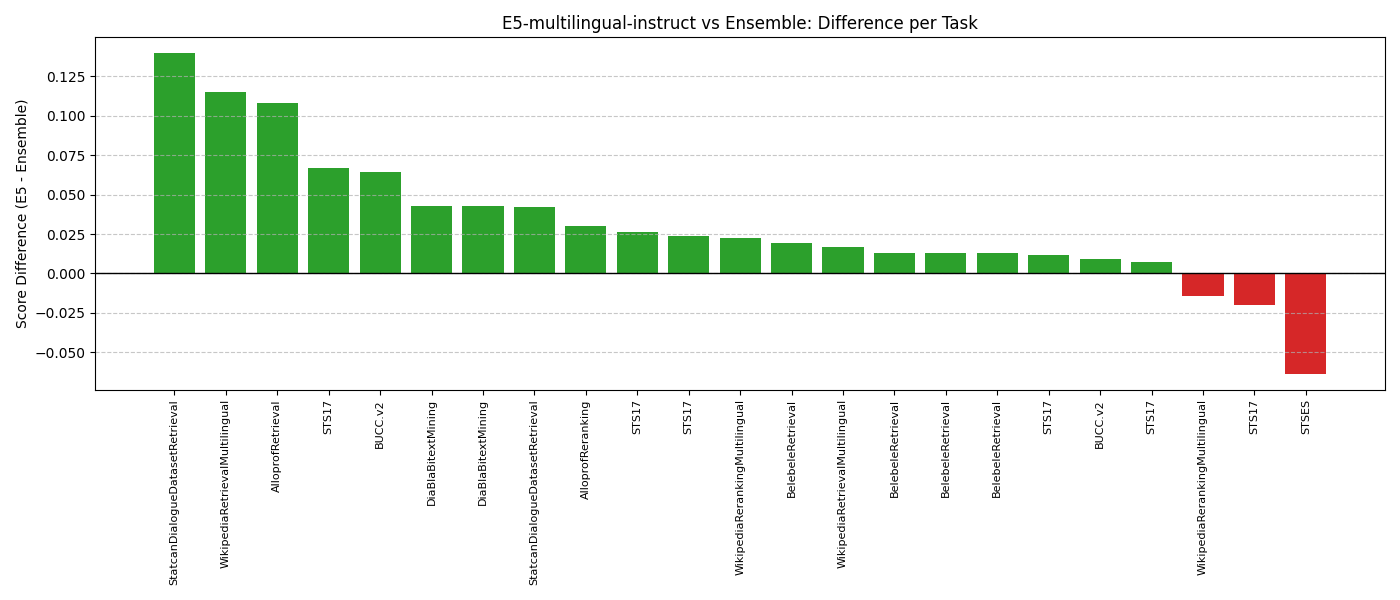 E5-multilingual-instruct vs Ensemble: Difference per Task
Score Difference (E5 - Ensemble)
0.125
0.100
0.075
0.050
0.025
0.000
−0.025
−0.050
StatcanDialogueDatasetRetrieval
WikipediaRetrievalMultilingual
AlloprofRetrieval
STS17
BUCC.v2
DiaBlaBitextMining
DiaBlaBitextMining
StatcanDialogueDatasetRetrieval
AlloprofReranking
STS17
STS17
WikipediaRerankingMultilingual
BelebeleRetrieval
WikipediaRetrievalMultilingual
BelebeleRetrieval
BelebeleRetrieval
BelebeleRetrieval
STS17
BUCC.v2
STS17
WikipediaRerankingMultilingual
STS17
STSES